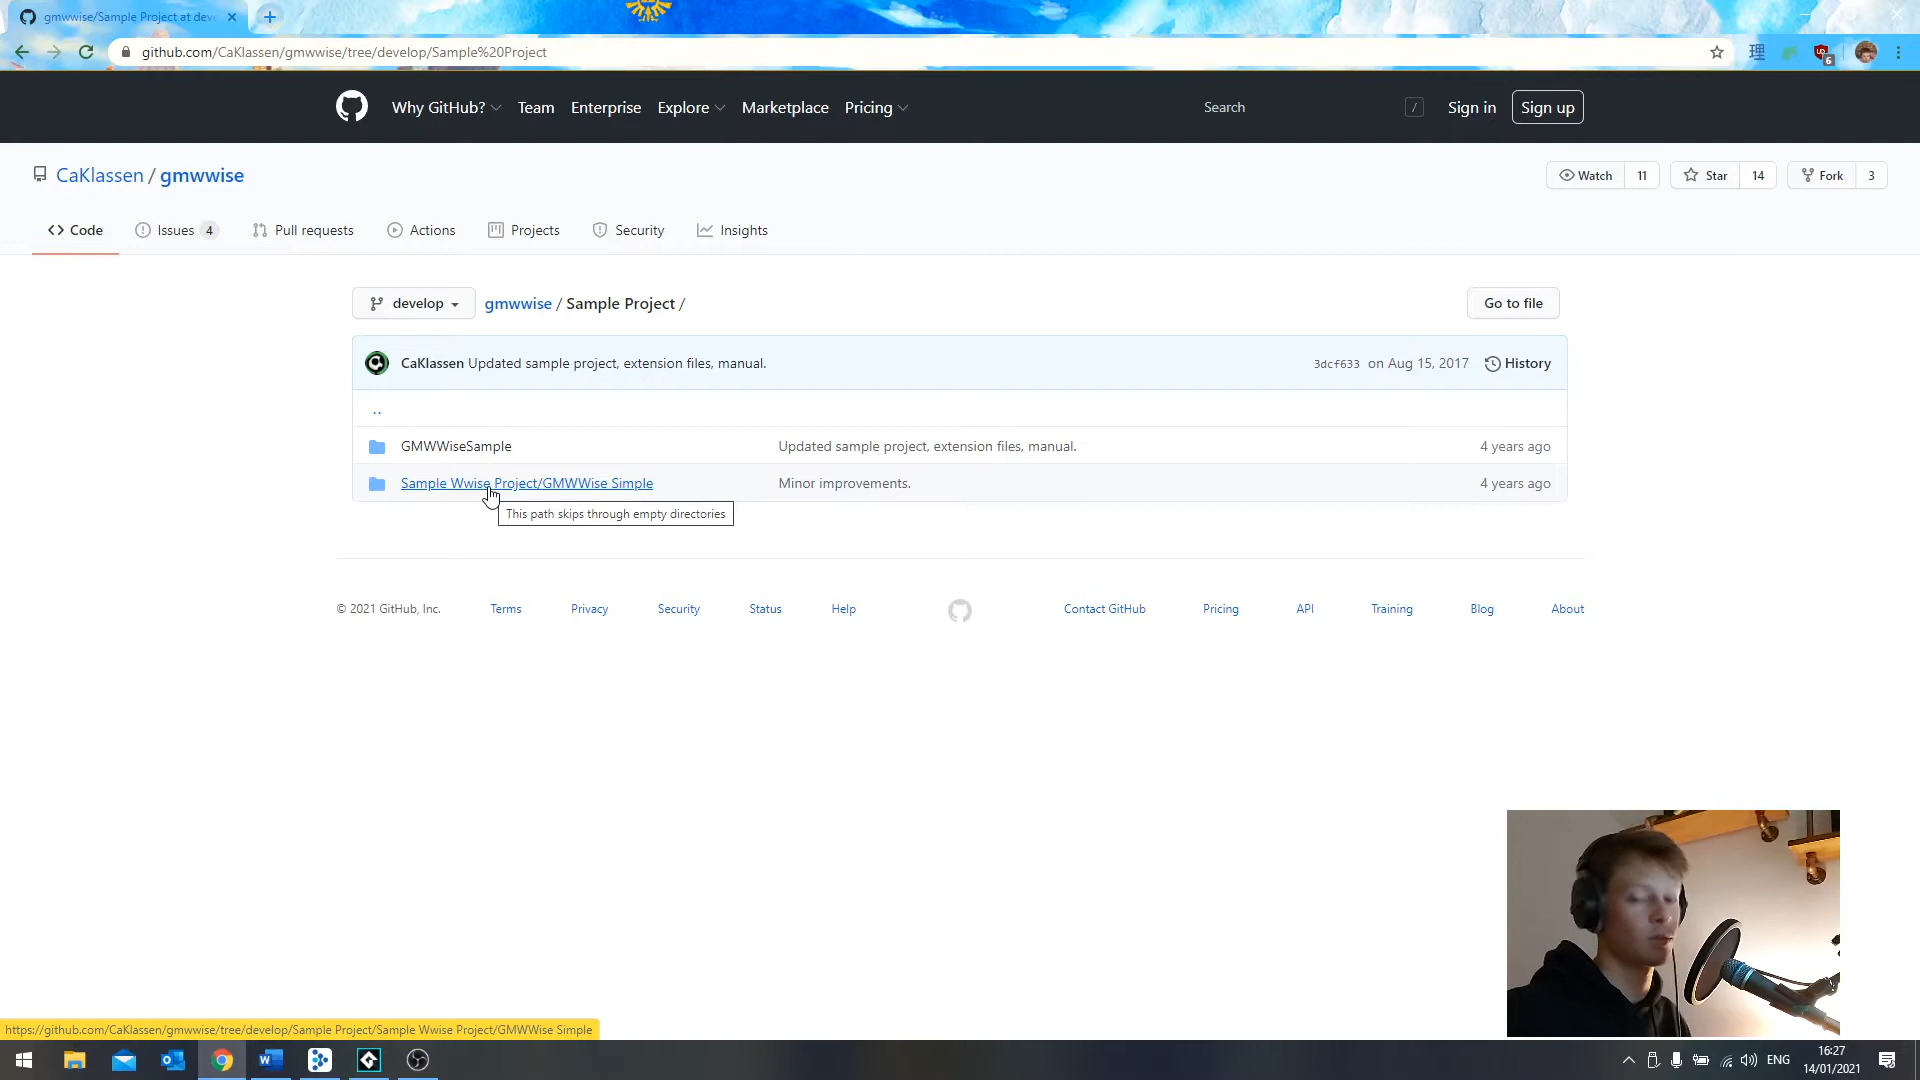 gmwwise/Sample Project at dev
github.com/CaKlassen/gmwwise/tree/develop/Sample%20Project
6
Why GitHub? Team Enterprise Explore Marketplace Pricing
Search / Sign in Sign up
CaKlassen / gmwwise
Watch 11 Star 14 Fork 3
Code Issues 4 Pull requests Actions Projects Security Insights
develop gmwwise / Sample Project / Go to file
CaKlassen Updated sample project, extension files, manual. 3dcf633 on Aug 15, 2017 History
..
GMWWiseSample Updated sample project, extension files, manual. 4 years ago
Sample Wwise Project/GMWWise Simple Minor improvements. 4 years ago
This path skips through empty directories
© 2021 GitHub, Inc. Terms Privacy Security Status Help Contact GitHub Pricing API Training Blog About
https://github.com/CaKlassen/gmwwise/tree/develop/Sample Project/Sample Wwise Project/GMWWise Simple
ENG 16:27
14/01/2021